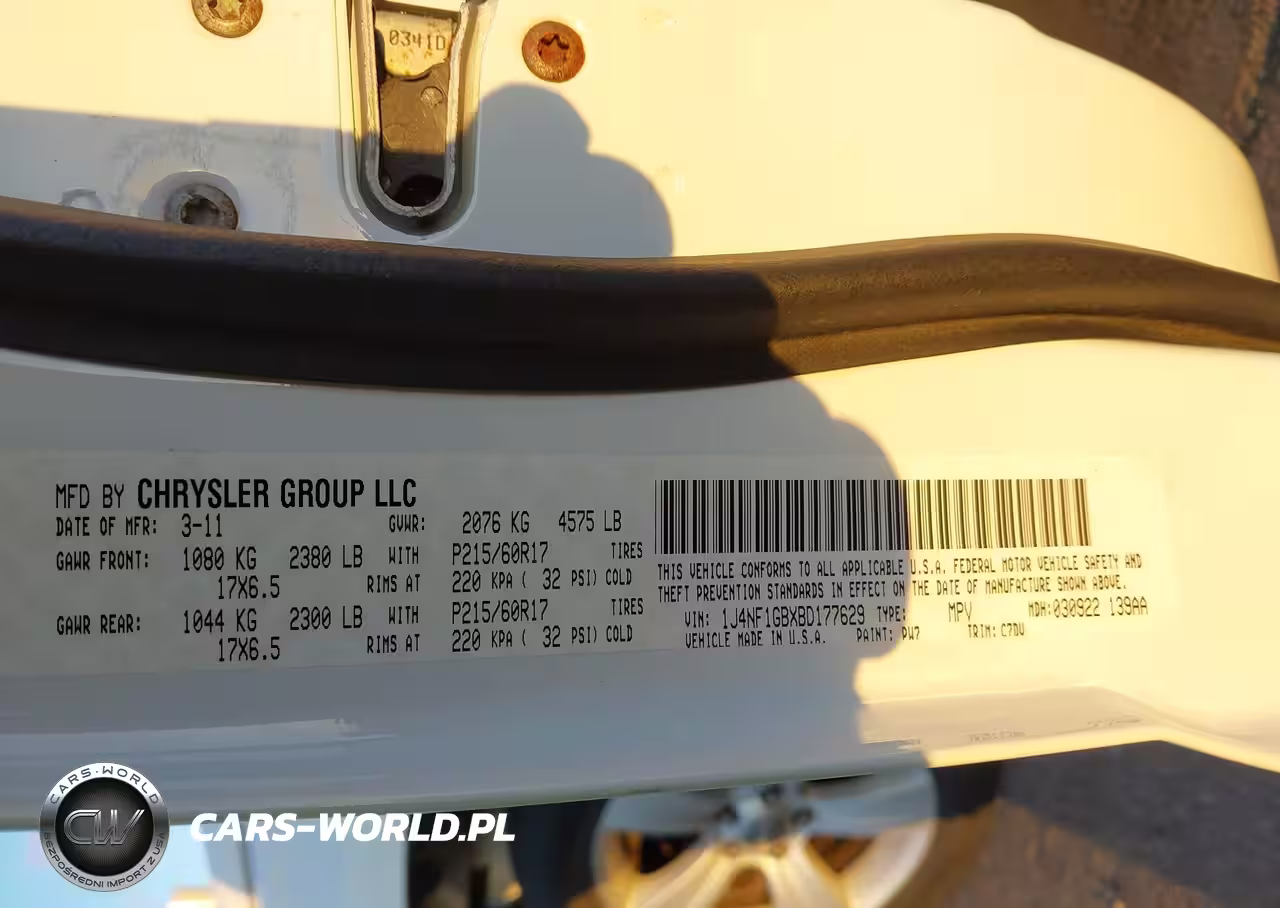 0341D
MFD BY CHRYSLER GROUP LLC
DATE OF MFR: 3-11 GVWR: 2076 KG 4575 LB
GAWR FRONT: 1080 KG 2380 LB WITH P215/60R17 TIRES
17X6.5 RIMS AT 220 KPA ( 32 PSI) COLD
GAWR REAR: 1044 KG 2300 LB WITH P215/60R17 TIRES
17X6.5 RIMS AT 220 KPA ( 32 PSI) COLD
THIS VEHICLE CONFORMS TO ALL APPLICABLE U.S.A. FEDERAL MOTOR VEHICLE SAFETY AND
THEFT PREVENTION STANDARDS IN EFFECT ON THE DATE OF MANUFACTURE SHOWN ABOVE.
VIN: 1J4NF1GBXBD177629 TYPE: MPV MDH:030922 139AA
VEHICLE MADE IN U.S.A. PAINT: PW7 TRIM: C7DV
CARS-WORLD
CW
BEZPOŚREDNI IMPORT Z USA
CARS-WORLD.PL